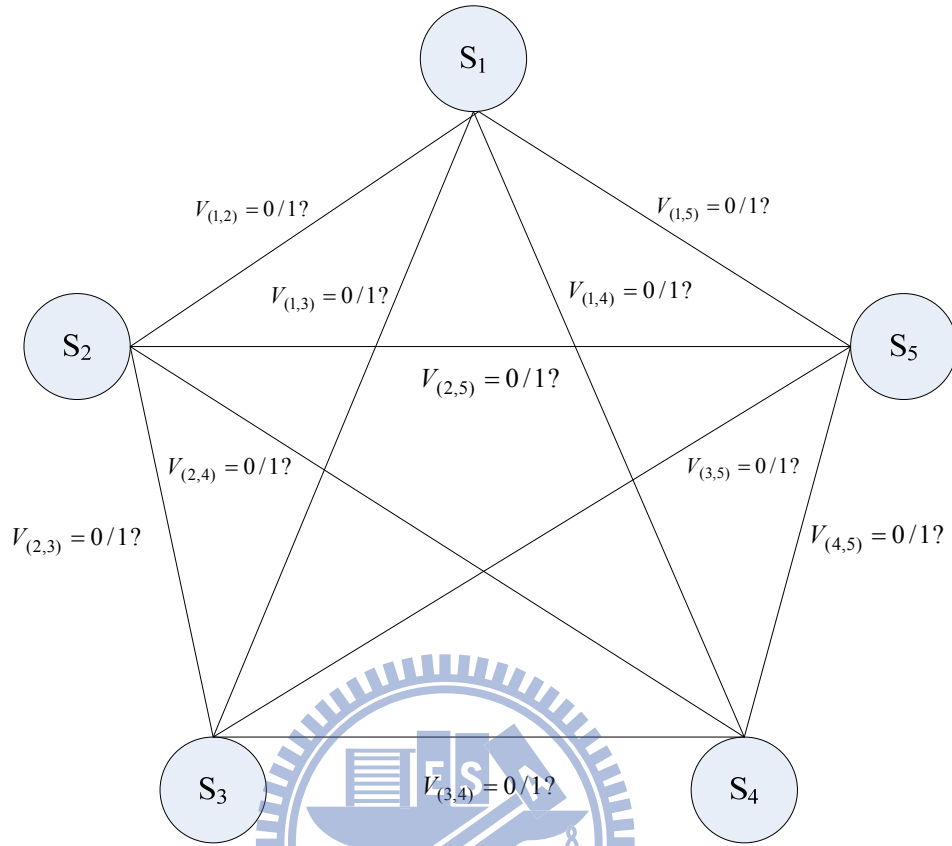 S₁
V₍₁,₂₎ = 0/1?
V₍₁,₅₎ = 0/1?
V₍₁,₃₎ = 0/1?
V₍₁,₄₎ = 0/1?
S₂
S₅
V₍₂,₅₎ = 0/1?
V₍₂,₄₎ = 0/1?
V₍₃,₅₎ = 0/1?
V₍₂,₃₎ = 0/1?
V₍₄,₅₎ = 0/1?
ES
S₃
V₍₃,₄₎ = 0/1?
S₄